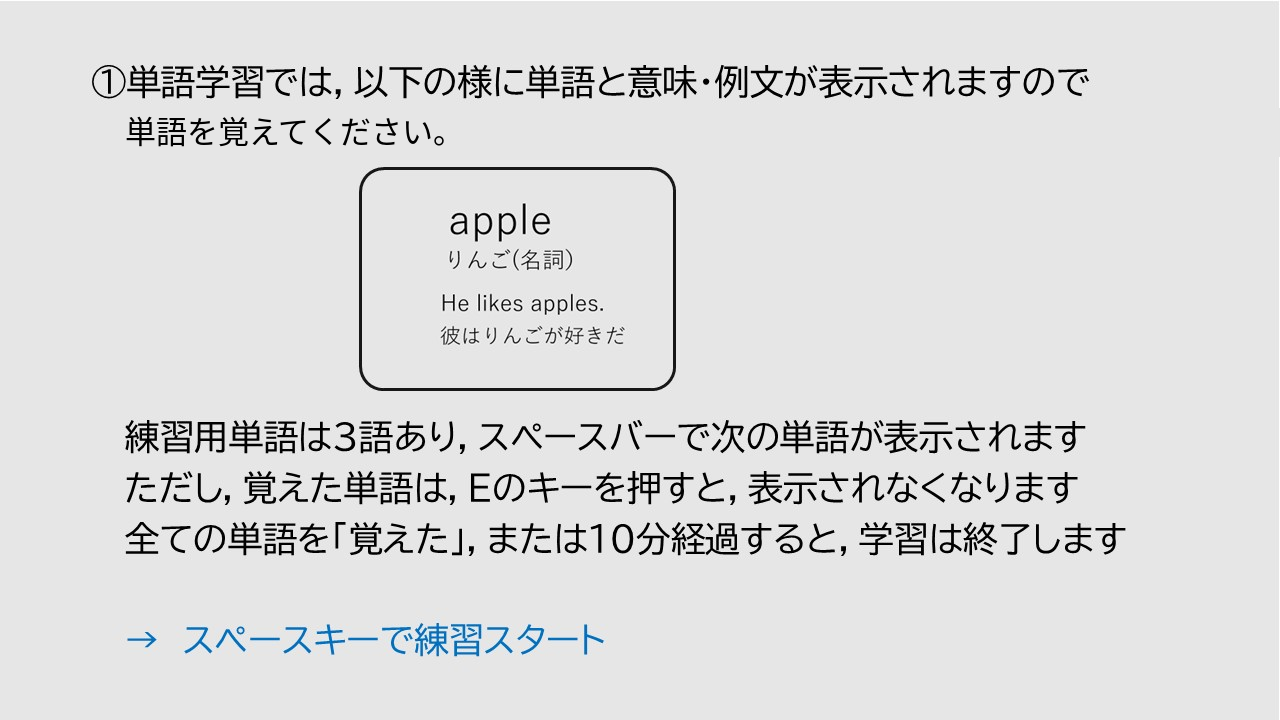 ①単語学習では，以下の様に単語と意味・例文が表示されますので
単語を覚えてください。
apple
りんご(名詞)
He likes apples.
彼はりんごが好きだ
練習用単語は3語あり，スペースバーで次の単語が表示されます
ただし，覚えた単語は，Eのキーを押すと，表示されなくなります
全ての単語を「覚えた」，または10分経過すると，学習は終了します
→ スペースキーで練習スタート